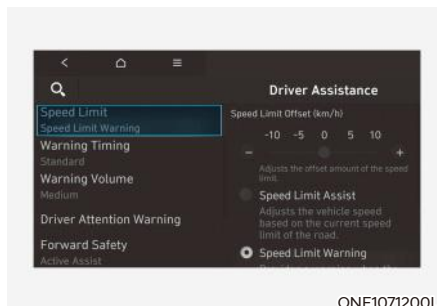 Driver Assistance
Speed Limit
Speed Limit Warning
Warning Timing
Standard
Warning Volume
Medium
Driver Attention Warning
Forward Safety
Active Assist
Speed Limit Offset (km/h)
-10 -5 0 5 10
- +
Adjusts the offset amount of the speed
limit.
Speed Limit Assist
Adjusts the vehicle speed
based on the current speed
limit of the road.
Speed Limit Warning